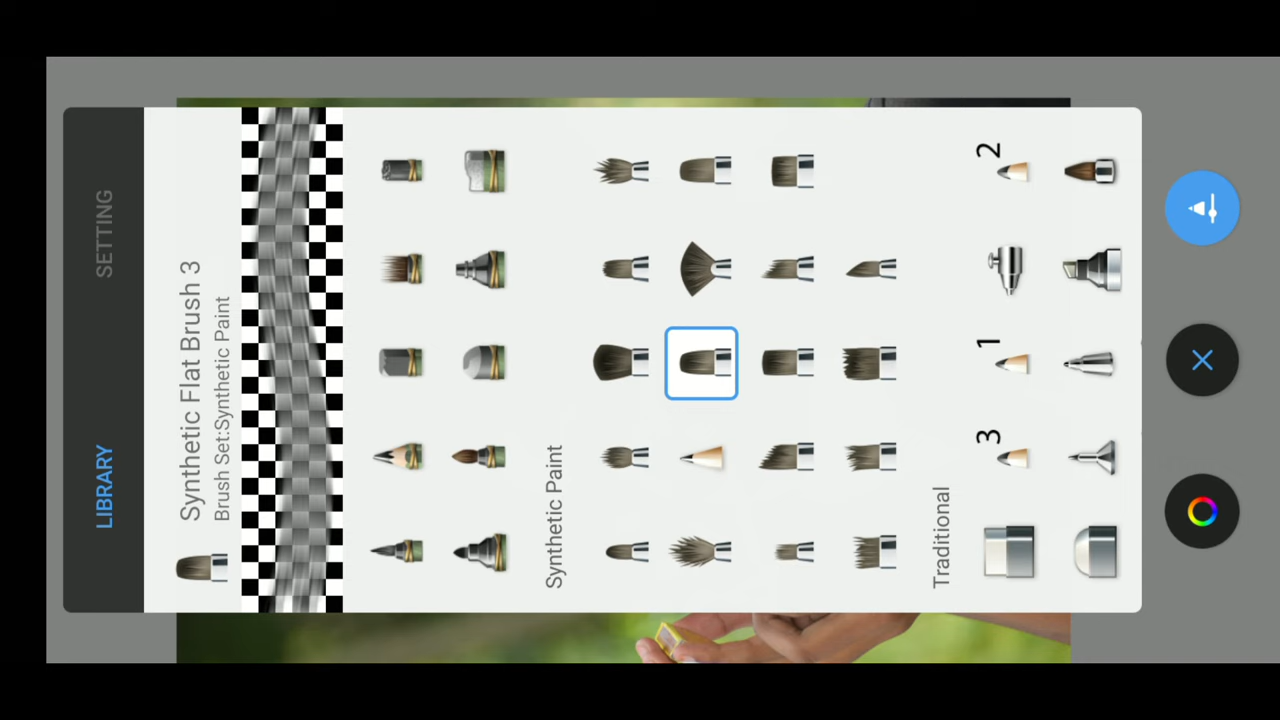 LIBRARY
SETTING
Synthetic Flat Brush 3
Brush Set:Synthetic Paint
Synthetic Paint
Traditional
3
1
2